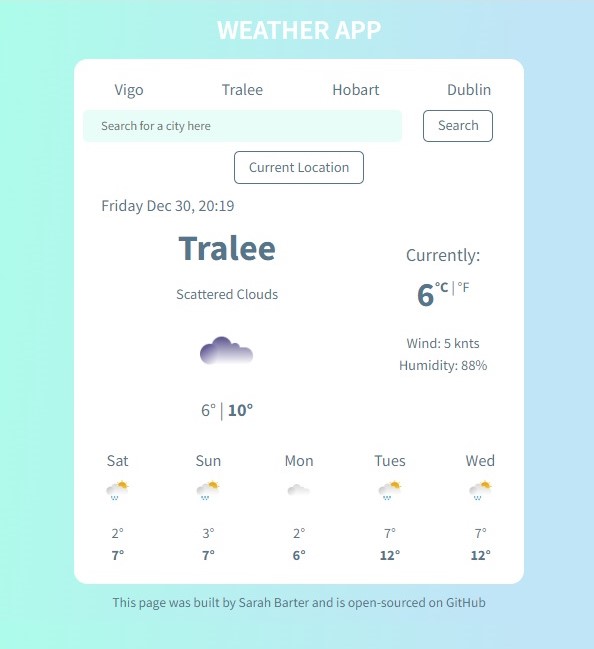 WEATHER APP
Vigo Tralee Hobart Dublin
Search for a city here Search
Current Location
Friday Dec 30, 20:19
Tralee
Currently:
6°C | °F
Scattered Clouds
Wind: 5 knts
Humidity: 88%
6° | 10°
Sat Sun Mon Tues Wed
2° 3° 2° 7° 7°
7° 7° 6° 12° 12°
This page was built by Sarah Barter and is open-sourced on GitHub